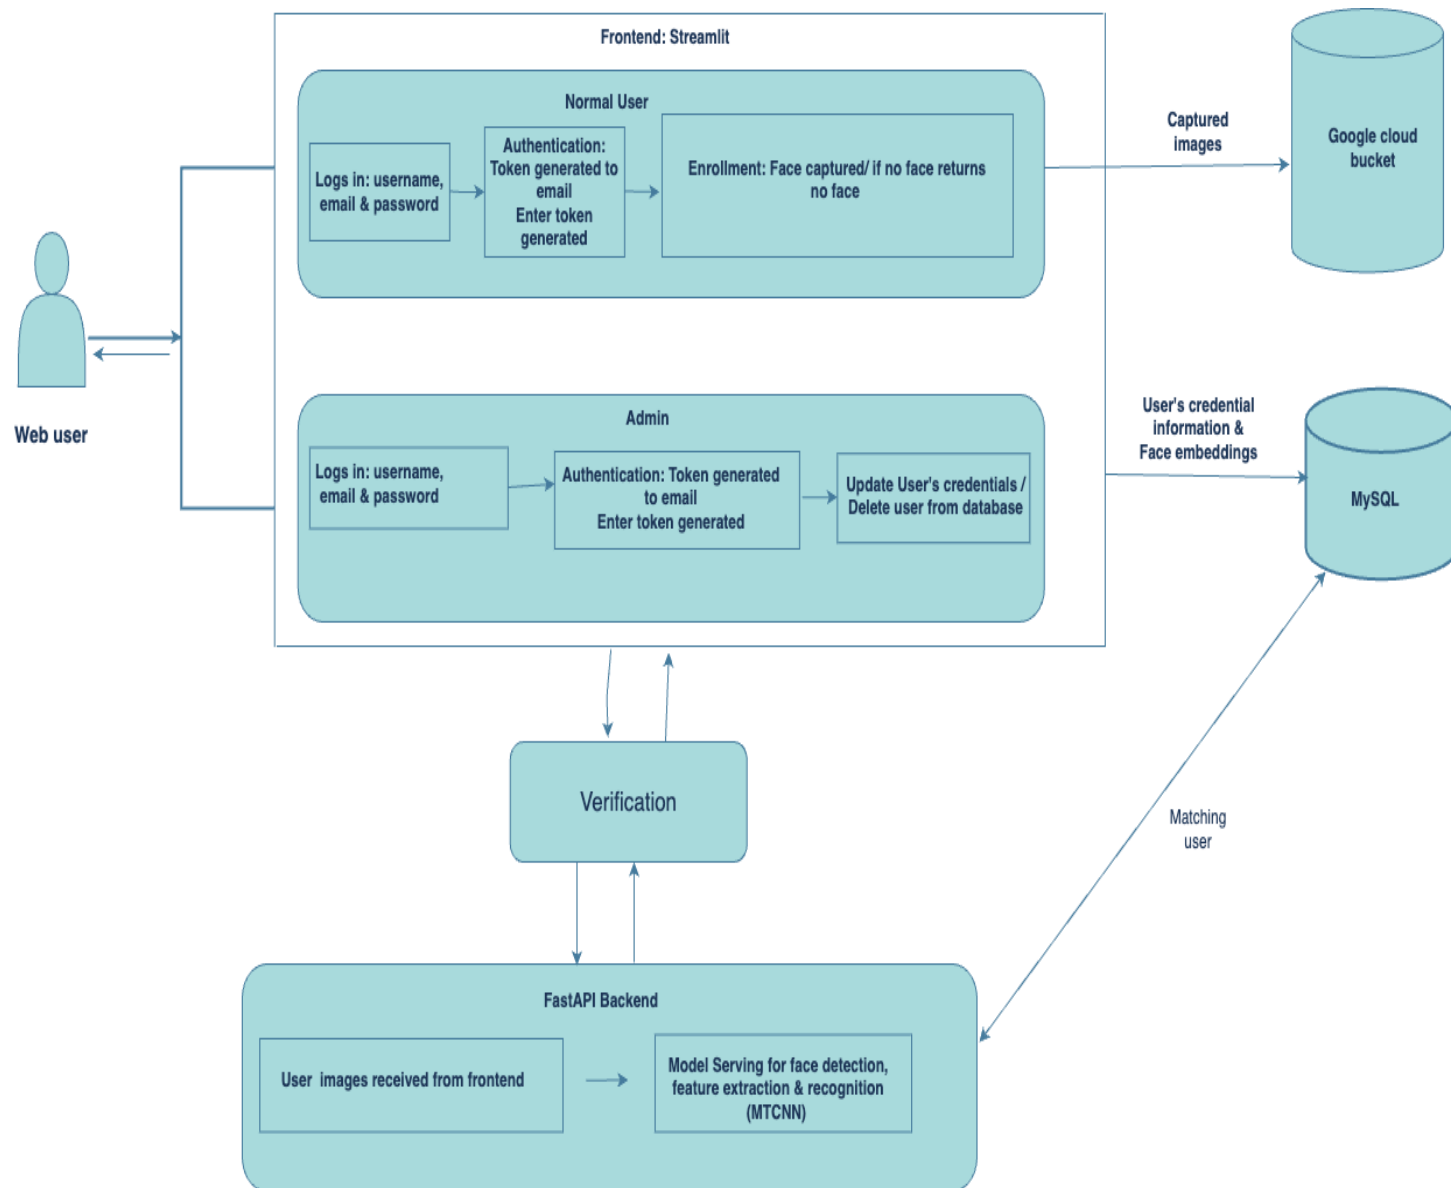 Frontend: Streamlit
Normal User
Logs in: username,
email & password
Authentication:
Token generated to
email
Enter token
generated
Enrollment: Face captured/ if no face returns
no face
Captured
images
Google cloud
bucket
Web user
Admin
Logs in: username,
email & password
Authentication: Token generated
to email
Enter token generated
Update User's credentials /
Delete user from database
User's credential
information &
Face embeddings
MySQL
Verification
Matching
user
FastAPI Backend
User images received from frontend
Model Serving for face detection,
feature extraction & recognition
(MTCNN)